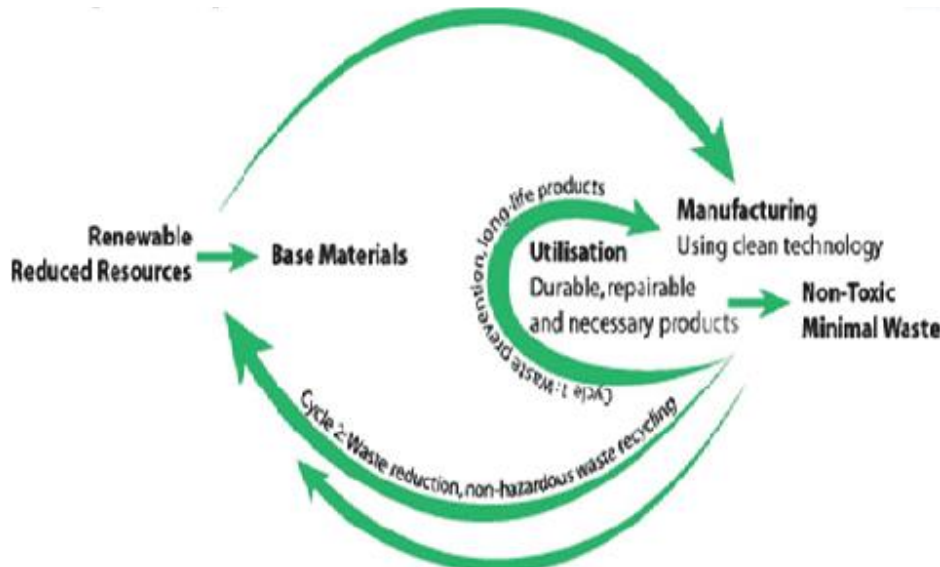 Renewable
Reduced Resources
Base Materials
Cycle 1: Waste prevention, long-life products
Utilisation
Durable, repairable
and necessary products
Manufacturing
Using clean technology
Non-Toxic
Minimal Waste
Cycle 2: Waste reduction, non-hazardous waste recycling